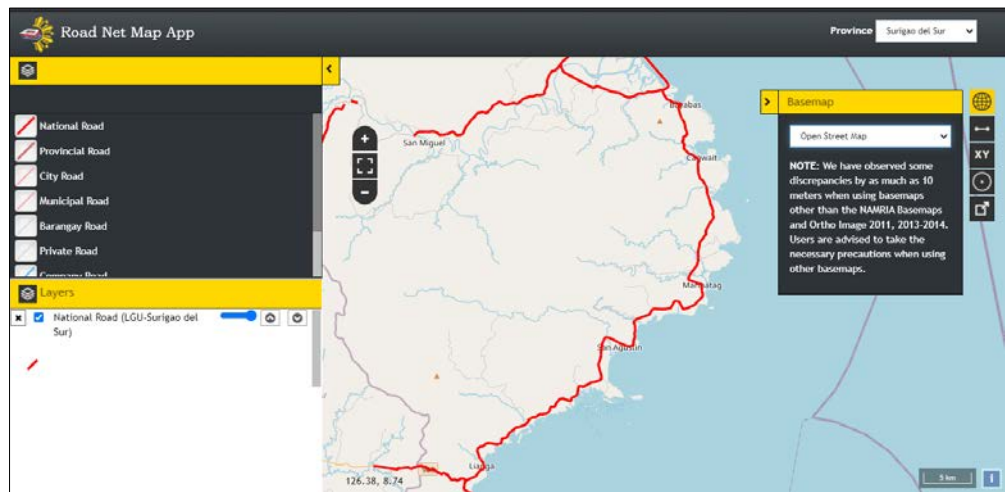 Road Net Map App
Province
Surigao del Sur
National Road
Provincial Road
City Road
Municipal Road
Barangay Road
Private Road
Company Road
Layers
National Road (LGU-Surigao del
Sur)
San Miguel
Marihatag
San Agustin
Lianga
126.38, 8.74
Basemap
Open Street Map
NOTE: We have observed some
discrepancies by as much as 10
meters when using basemaps
other than the NAMRIA Basemaps
and Ortho Image 2011, 2013-2014.
Users are advised to take the
necessary precautions when using
other basemaps.
XY
5 km